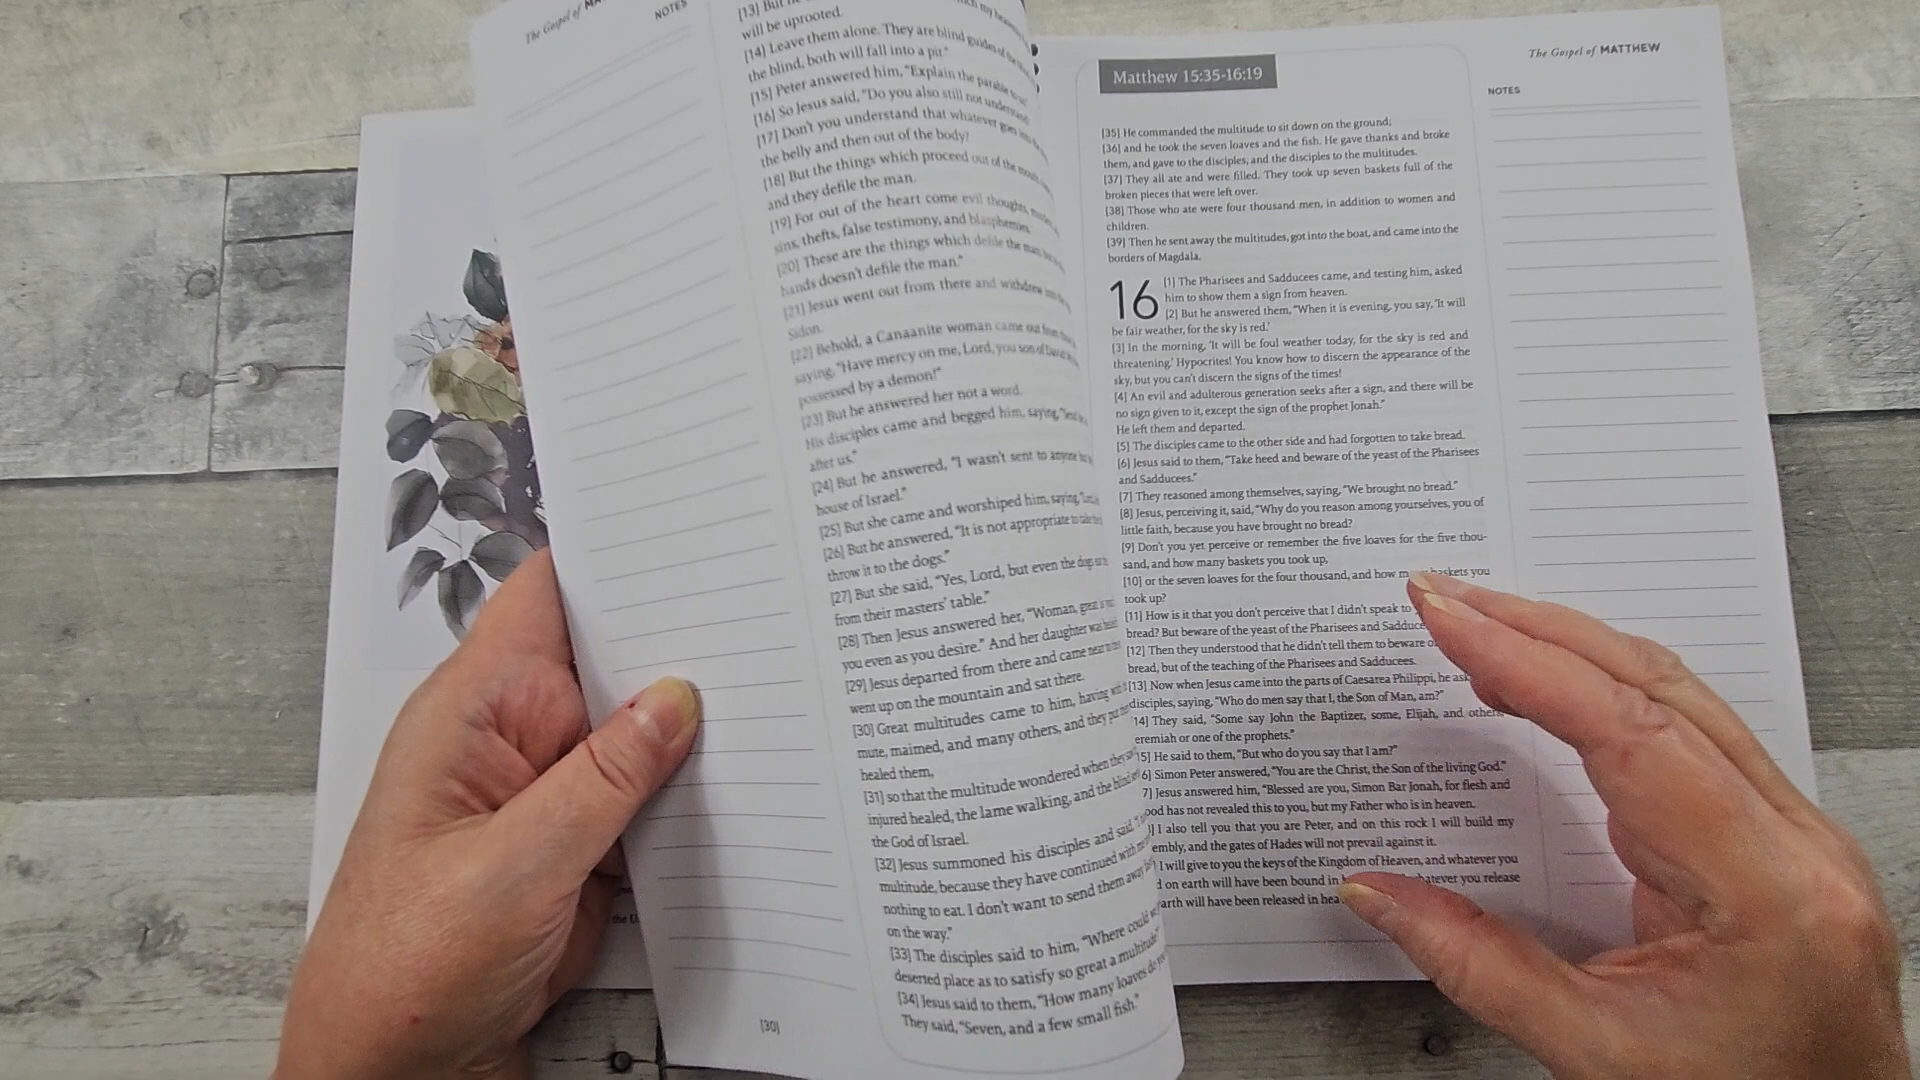 The Gospel of
NOTES
[13] But he
will be uprooted.
[14] Leave them alone. They are blind guides of the
the blind, both will fall into a pit."
[15] Peter answered him, "Explain the parable to us."
[16] So Jesus said, "Do you also still not understand
[17] Don't you understand that whatever goes into the
the belly and then out of the body?
[18] But the things which proceed out of the mouth
and they defile the man.
[19] For out of the heart come evil thoughts,
sins, thefts, false testimony, and blasphemies.
[20] These are the things which defile the man;
hands doesn't defile the man."
[21] Jesus went out from there and withdrew into the
Sidon.
[22] Behold, a Canaanite woman came out from
saying, "Have mercy on me, Lord, you son of David
possessed by a demon!"
[23] But he answered her not a word.
His disciples came and begged him, saying, "Send
after us."
[24] But he answered, "I wasn't sent to anyone
house of Israel."
[25] But she came and worshiped him, saying,
[26] But he answered, "It is not appropriate to take
throw it to the dogs."
[27] But she said, "Yes, Lord, but even the dogs
from their masters' table."
[28] Then Jesus answered her, "Woman, great is
you even as you desire." And her daughter was
[29] Jesus departed from there and came near to the
went up on the mountain and sat there.
[30] Great multitudes came to him, having with
mute, maimed, and many others, and they put
healed them,
[31] so that the multitude wondered when they
injured healed, the lame walking, and the blind
the God of Israel.
[32] Jesus summoned his disciples and said, "I
multitude, because they have continued with me
nothing to eat. I don't want to send them away
on the way."
[33] The disciples said to him, "Where could we
deserted place as to satisfy so great a multitude
[34] Jesus said to them, "How many loaves do
They said, "Seven, and a few small fish."
[30]
The Gospel of MATTHEW
NOTES
Matthew 15:35-16:19
[35] He commanded the multitude to sit down on the ground;
[36] and he took the seven loaves and the fish. He gave thanks and broke
them, and gave to the disciples, and the disciples to the multitudes.
[37] They all ate and were filled. They took up seven baskets full of the
broken pieces that were left over.
[38] Those who ate were four thousand men, in addition to women and
children.
[39] Then he sent away the multitudes, got into the boat, and came into the
borders of Magdala.
16 [1] The Pharisees and Sadducees came, and testing him, asked
him to show them a sign from heaven.
[2] But he answered them, "When it is evening, you say, 'It will
be fair weather, for the sky is red.'
[3] In the morning, 'It will be foul weather today, for the sky is red and
threatening.' Hypocrites! You know how to discern the appearance of the
sky, but you can't discern the signs of the times!
[4] An evil and adulterous generation seeks after a sign, and there will be
no sign given to it, except the sign of the prophet Jonah."
He left them and departed.
[5] The disciples came to the other side and had forgotten to take bread.
[6] Jesus said to them, "Take heed and beware of the yeast of the Pharisees
and Sadducees."
[7] They reasoned among themselves, saying, "We brought no bread."
[8] Jesus, perceiving it, said, "Why do you reason among yourselves, you of
little faith, because you have brought no bread?
[9] Don't you yet perceive or remember the five loaves for the five thou-
sand, and how many baskets you took up,
[10] or the seven loaves for the four thousand, and how many baskets you
took up?
[11] How is it that you don't perceive that I didn't speak to
bread? But beware of the yeast of the Pharisees and Sadduce
[12] Then they understood that he didn't tell them to beware o
bread, but of the teaching of the Pharisees and Sadducees.
[13] Now when Jesus came into the parts of Caesarea Philippi, he ask
disciples, saying, "Who do men say that I, the Son of Man, am?"
14] They said, "Some say John the Baptizer, some, Elijah, and others,
eremiah or one of the prophets."
15] He said to them, "But who do you say that I am?"
6] Simon Peter answered, "You are the Christ, the Son of the living God."
7] Jesus answered him, "Blessed are you, Simon Bar Jonah, for flesh and
ood has not revealed this to you, but my Father who is in heaven.
] I also tell you that you are Peter, and on this rock I will build my
embly, and the gates of Hades will not prevail against it.
I will give to you the keys of the Kingdom of Heaven, and whatever you
d on earth will have been bound in hatever you release
arth will have been released in hea